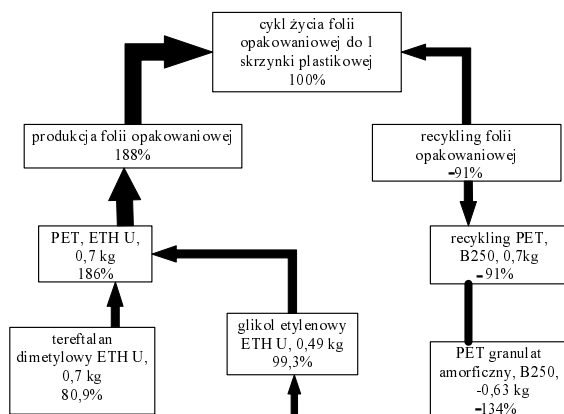 cykl życia folii
opakowaniowej do 1
skrzynki plastikowej
100%
produkcja folii opakowaniowej
188%
recykling folii
opakowaniowej
-91%
PET, ETH U,
0,7 kg
186%
recykling PET,
B250, 0,7kg
-91%
tereftalan
dimetylowy ETH U,
0,7 kg
80,9%
glikol etylenowy
ETH U, 0,49 kg
99,3%
PET granulat
amorficzny, B250,
-0,63 kg
-134%